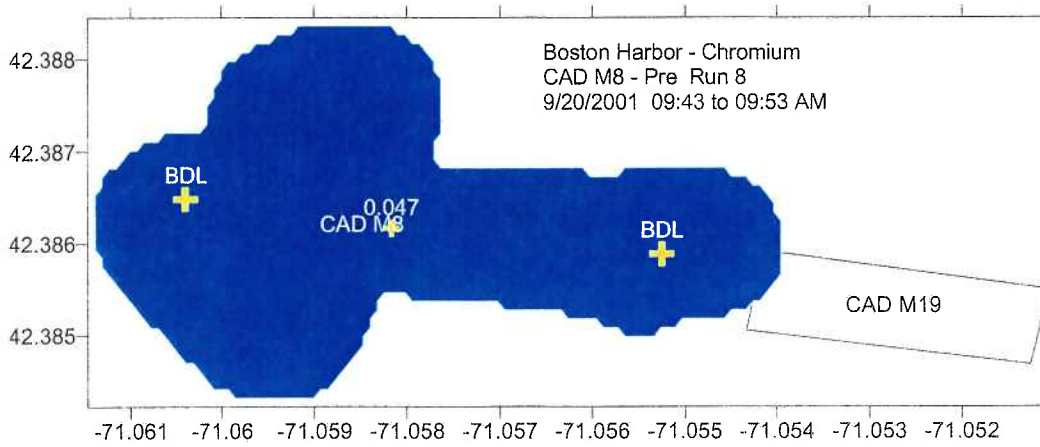 Boston Harbor - Chromium
CAD M8 - Pre Run 8
9/20/2001 09:43 to 09:53 AM
42.388
42.387
42.386
42.385
BDL
0.047
CAD M8
BDL
CAD M19
-71.061 -71.06 -71.059 -71.058 -71.057 -71.056 -71.055 -71.054 -71.053 -71.052